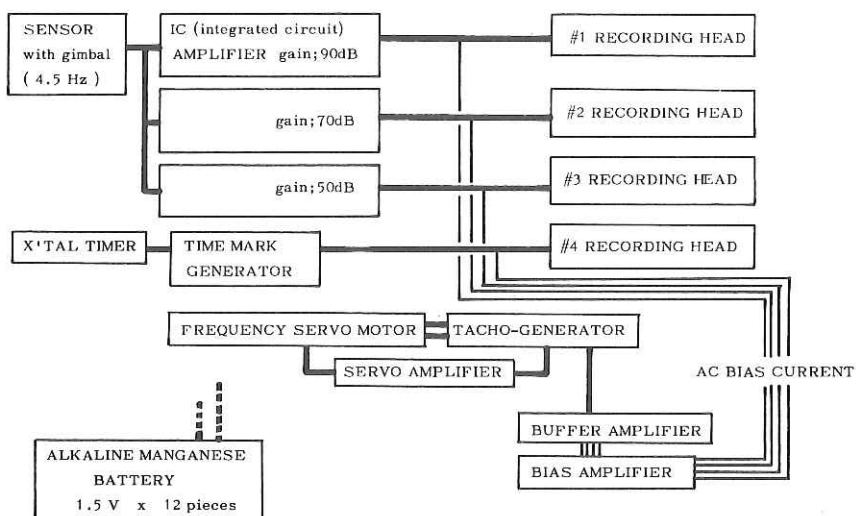 SENSOR
with gimbal
( 4.5 Hz )
IC (integrated circuit)
AMPLIFIER gain;90dB
#1 RECORDING HEAD
gain;70dB
#2 RECORDING HEAD
gain;50dB
#3 RECORDING HEAD
X'TAL TIMER
TIME MARK
GENERATOR
#4 RECORDING HEAD
FREQUENCY SERVO MOTOR
TACHO-GENERATOR
SERVO AMPLIFIER
AC BIAS CURRENT
BUFFER AMPLIFIER
BIAS AMPLIFIER
ALKALINE MANGANESE
BATTERY
1.5 V x 12 pieces